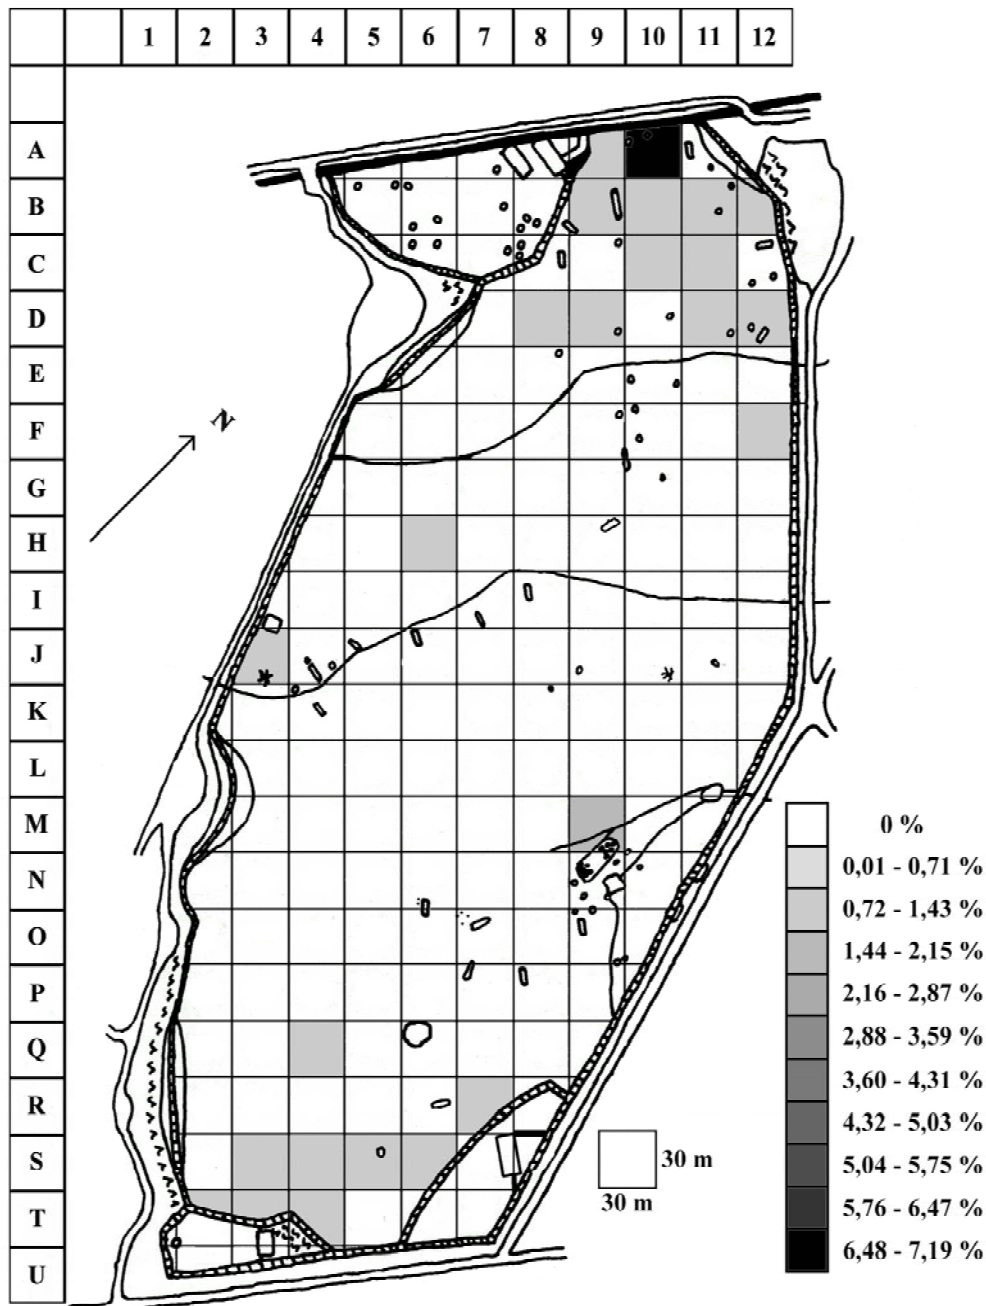 1 2 3 4 5 6 7 8 9 10 11 12
A
B
C
D
E
F
G
H
I
J
K
L
M
N
O
P
Q
R
S
T
U
N
0 %
0,01 - 0,71 %
0,72 - 1,43 %
1,44 - 2,15 %
2,16 - 2,87 %
2,88 - 3,59 %
3,60 - 4,31 %
4,32 - 5,03 %
5,04 - 5,75 %
5,76 - 6,47 %
6,48 - 7,19 %
30 m
30 m